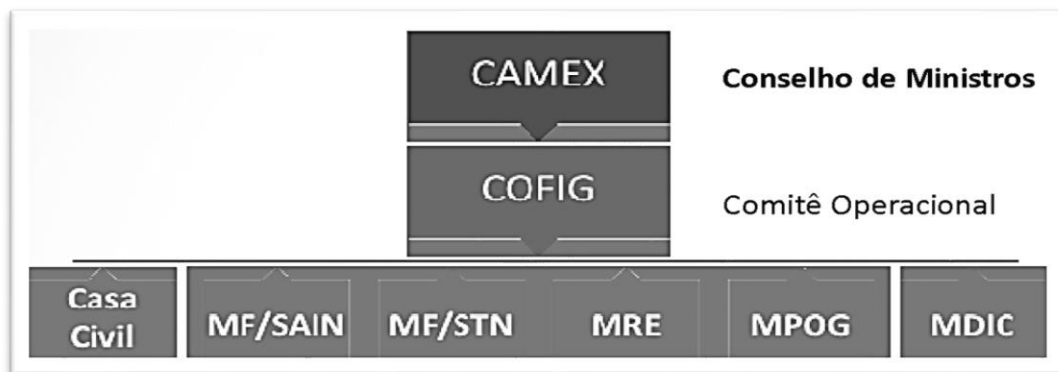 CAMEX
Conselho de Ministros
COFIG
Comitê Operacional
Casa
Civil
MF/SAIN
MF/STN
MRE
MPOG
MDIC